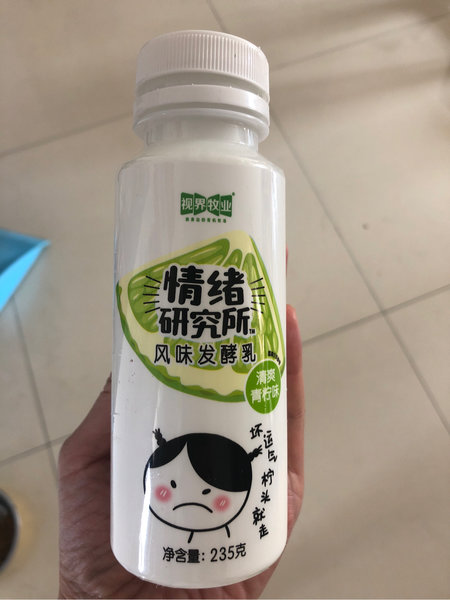 视界牧业
情绪
研究所
风味发酵乳
清爽
青柠味
坏运气
柠头就走
净含量：235克